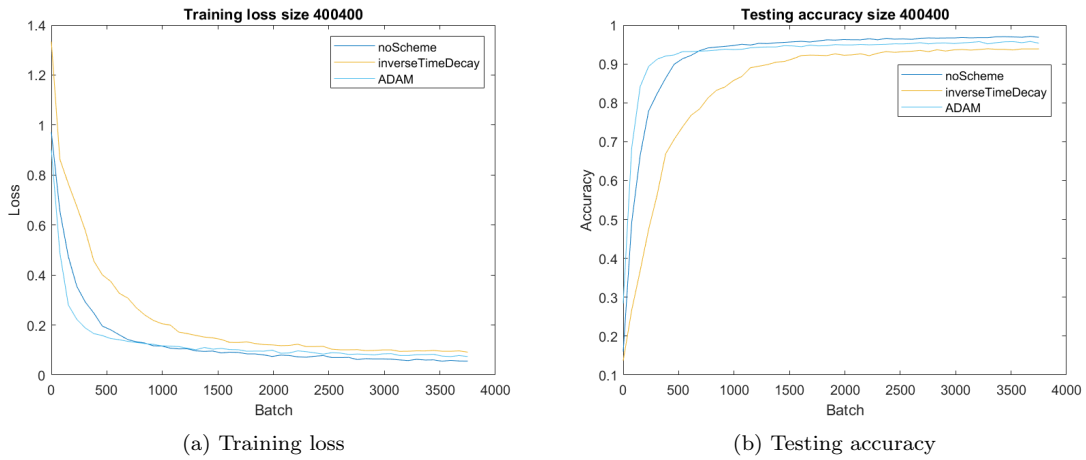 Training loss size 400400
1.4
1.2
1
0.8
0.6
0.4
0.2
0
Loss
noScheme
inverseTimeDecay
ADAM
0 500 1000 1500 2000 2500 3000 3500 4000
Batch
(a) Training loss
Testing accuracy size 400400
1
0.9
0.8
0.7
0.6
0.5
0.4
0.3
0.2
0.1
Accuracy
noScheme
inverseTimeDecay
ADAM
0 500 1000 1500 2000 2500 3000 3500 4000
Batch
(b) Testing accuracy